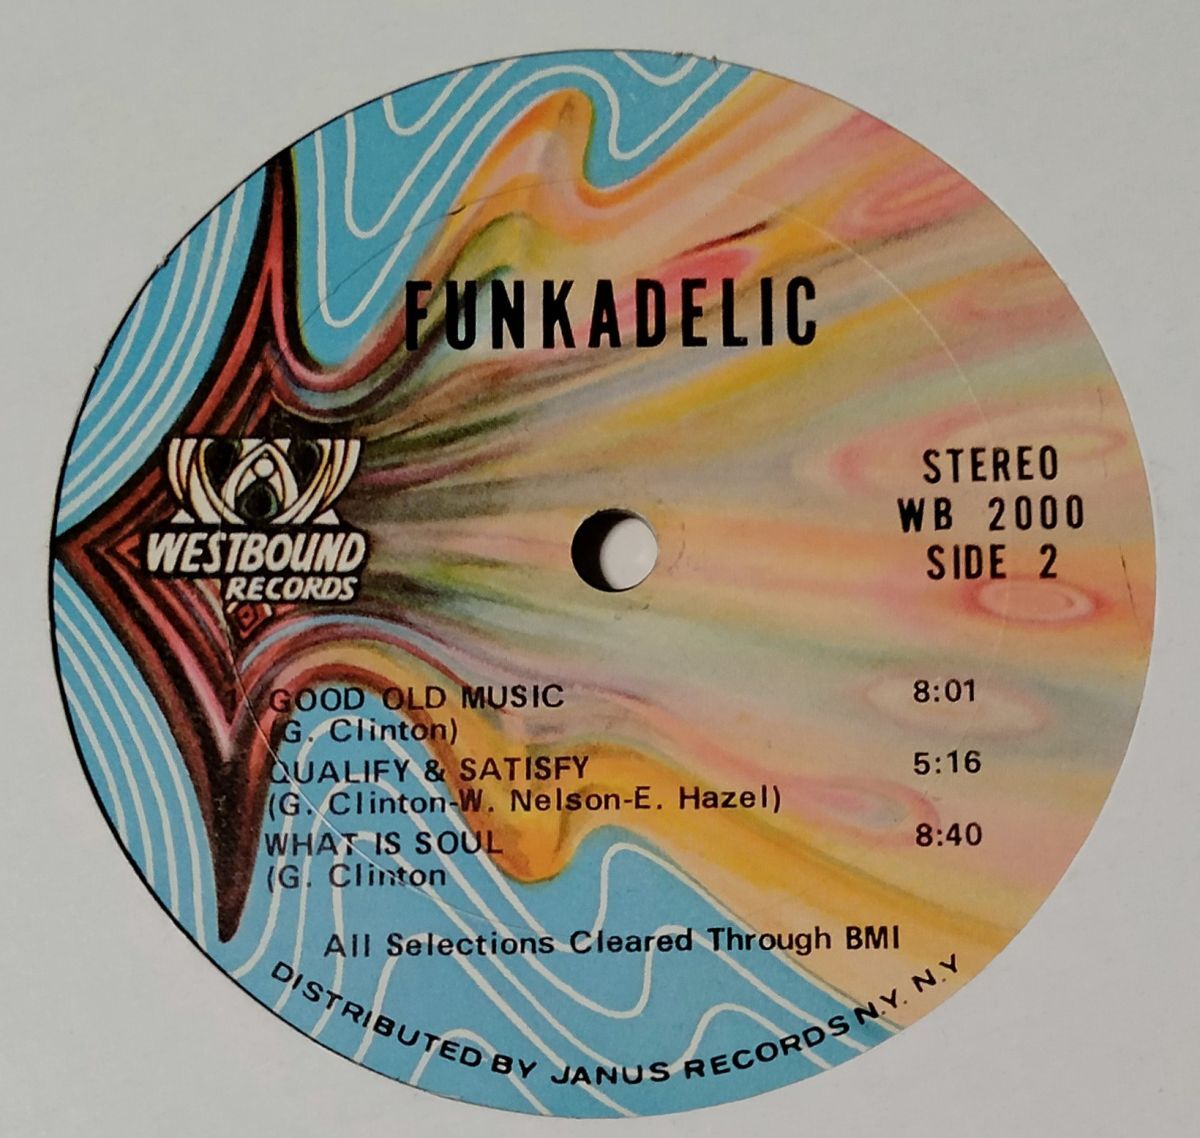 FUNKADELIC
STEREO
WB 2000
SIDE 2
WESTBOUND
RECORDS
1 GOOD OLD MUSIC 8:01
(G. Clinton)
QUALIFY & SATISFY 5:16
(G. Clinton-W. Nelson-E. Hazel)
WHAT IS SOUL 8:40
(G. Clinton
All Selections Cleared Through BMI
DISTRIBUTED BY JANUS RECORDS N.Y. N.Y